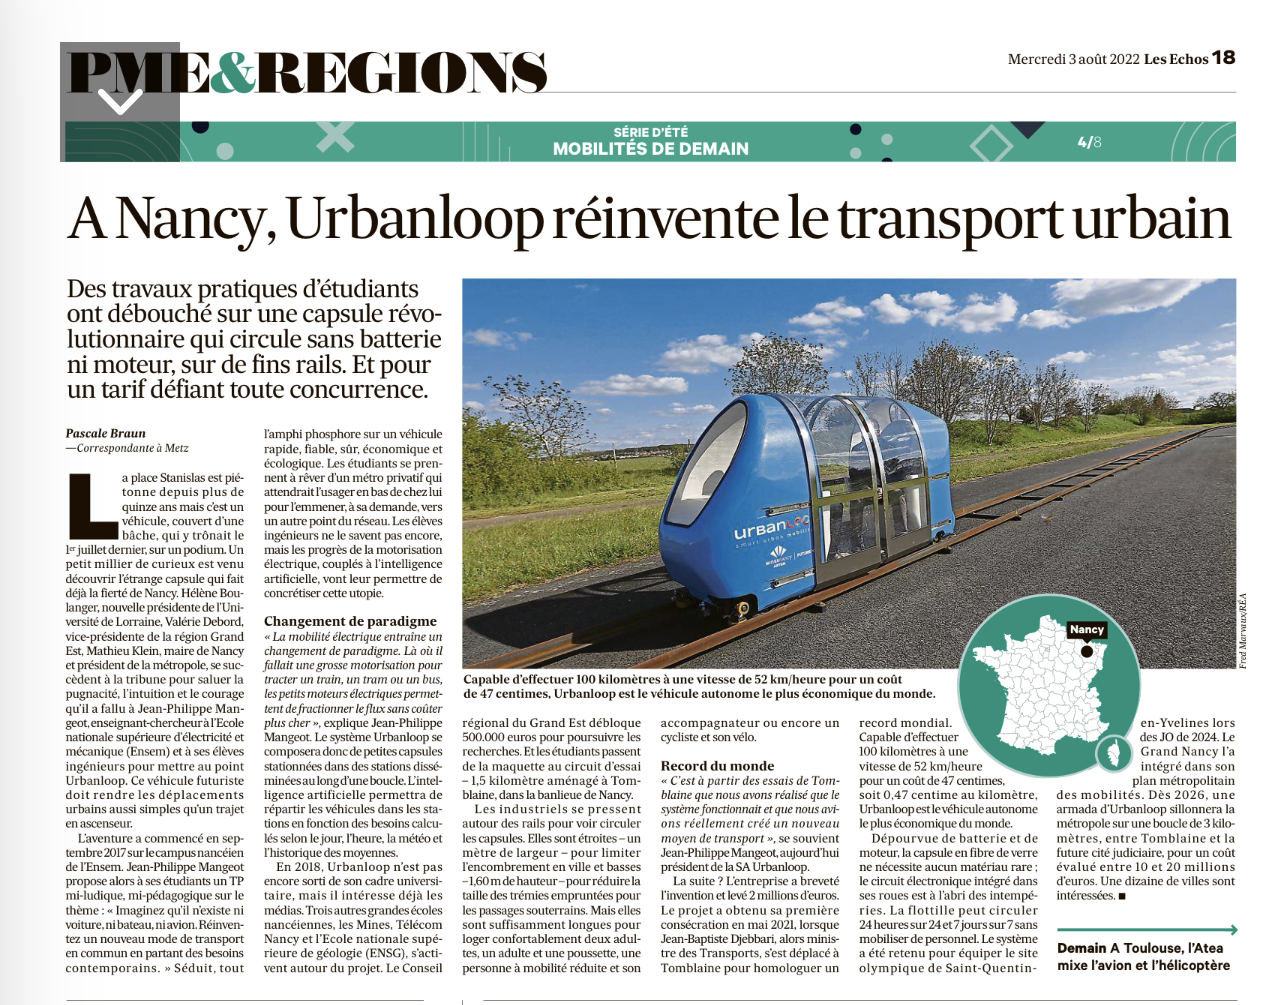 PME&REGIONS
Mercredi 3 août 2022 Les Echos 18
SÉRIE D'ÉTÉ
MOBILITÉS DE DEMAIN
4/8
A Nancy, Urbanloop réinvente le transport urbain
Des travaux pratiques d'étudiants
ont débouché sur une capsule révo-
lutionnaire qui circule sans batterie
ni moteur, sur de fins rails. Et pour
un tarif défiant toute concurrence.
Pascale Braun
—Correspondante à Metz
La place Stanislas est pié-
tonne depuis plus de
quinze ans mais c'est un
véhicule, couvert d'une
bâche, qui y trônait le
1er juillet dernier, sur un podium. Un
petit millier de curieux est venu
découvrir l'étrange capsule qui fait
déjà la fierté de Nancy. Hélène Bou-
langer, nouvelle présidente de l'Uni-
versité de Lorraine, Valérie Debord,
vice-présidente de la région Grand
Est, Mathieu Klein, maire de Nancy
et président de la métropole, se suc-
cèdent à la tribune pour saluer la
pugnacité, l'intuition et le courage
qu'il a fallu à Jean-Philippe Man-
geot, enseignant-chercheur à l'Ecole
nationale supérieure d'électricité et
mécanique (Ensem) et à ses élèves
ingénieurs pour mettre au point
Urbanloop. Ce véhicule futuriste
doit rendre les déplacements
urbains aussi simples qu'un trajet
en ascenseur.
L'aventure a commencé en sep-
tembre 2017 sur le campus nancéien
de l'Ensem. Jean-Philippe Mangeot
propose alors à ses étudiants un TP
mi-ludique, mi-pédagogique sur le
thème : « Imaginez qu'il n'existe ni
voiture, ni bateau, ni avion. Réinven-
tez un nouveau mode de transport
en commun en partant des besoins
contemporains. » Séduit, tout
l'amphi phosphore sur un véhicule
rapide, fiable, sûr, économique et
écologique. Les étudiants se pren-
nent à rêver d'un métro privatif qui
attendrait l'usager en bas de chez lui
pour l'emmener, à sa demande, vers
un autre point du réseau. Les élèves
ingénieurs ne le savent pas encore,
mais les progrès de la motorisation
électrique, couplés à l'intelligence
artificielle, vont leur permettre de
concrétiser cette utopie.
Changement de paradigme
« La mobilité électrique entraîne un
changement de paradigme. Là où il
fallait une grosse motorisation pour
tracter un train, un tram ou un bus,
les petits moteurs électriques permet-
tent de fractionner le flux sans coûter
plus cher », explique Jean-Philippe
Mangeot. Le système Urbanloop se
composera donc de petites capsules
stationnées dans des stations dissé-
minées au long d'une boucle. L'intel-
ligence artificielle permettra de
répartir les véhicules dans les sta-
tions en fonction des besoins calcu-
lés selon le jour, l'heure, la météo et
l'historique des moyennes.
En 2018, Urbanloop n'est pas
encore sorti de son cadre universi-
taire, mais il intéresse déjà les
médias. Trois autres grandes écoles
nancéiennes, les Mines, Télécom
Nancy et l'Ecole nationale supé-
rieure de géologie (ENSG), s'acti-
vent autour du projet. Le Conseil
urbanloo
smart urban mobili
Nancy
Fred Marvaux/RÉA
Capable d'effectuer 100 kilomètres à une vitesse de 52 km/heure pour un coût
de 47 centimes, Urbanloop est le véhicule autonome le plus économique du monde.
régional du Grand Est débloque
500.000 euros pour poursuivre les
recherches. Et les étudiants passent
de la maquette au circuit d'essai
– 1,5 kilomètre aménagé à Tom-
blaine, dans la banlieue de Nancy.
Les industriels se pressent
autour des rails pour voir circuler
les capsules. Elles sont étroites – un
mètre de largeur – pour limiter
l'encombrement en ville et basses
–1,60 m de hauteur – pour réduire la
taille des trémies empruntées pour
les passages souterrains. Mais elles
sont suffisamment longues pour
loger confortablement deux adul-
tes, un adulte et une poussette, une
personne à mobilité réduite et son
accompagnateur ou encore un
cycliste et son vélo.
Record du monde
« C'est à partir des essais de Tom-
blaine que nous avons réalisé que le
système fonctionnait et que nous avi-
ons réellement créé un nouveau
moyen de transport », se souvient
Jean-Philippe Mangeot, aujourd'hui
président de la SA Urbanloop.
La suite ? L'entreprise a breveté
l'invention et levé 2 millions d'euros.
Le projet a obtenu sa première
consécration en mai 2021, lorsque
Jean-Baptiste Djebbari, alors minis-
tre des Transports, s'est déplacé à
Tomblaine pour homologuer un
record mondial.
Capable d'effectuer
100 kilomètres à une
vitesse de 52 km/heure
pour un coût de 47 centimes,
soit 0,47 centime au kilomètre,
Urbanloop est le véhicule autonome
le plus économique du monde.
Dépourvue de batterie et de
moteur, la capsule en fibre de verre
ne nécessite aucun matériau rare ;
le circuit électronique intégré dans
ses roues est à l'abri des intempé-
ries. La flottille peut circuler
24 heures sur 24 et 7 jours sur 7 sans
mobiliser de personnel. Le système
a été retenu pour équiper le site
olympique de Saint-Quentin-
en-Yvelines lors
des JO de 2024. Le
Grand Nancy l'a
intégré dans son
plan métropolitain
des mobilités. Dès 2026, une
armada d'Urbanloop sillonnera la
métropole sur une boucle de 3 kilo-
mètres, entre Tomblaine et la
future cité judiciaire, pour un coût
évalué entre 10 et 20 millions
d'euros. Une dizaine de villes sont
intéressées. ■
Demain A Toulouse, l'Atea
mixe l'avion et l'hélicoptère